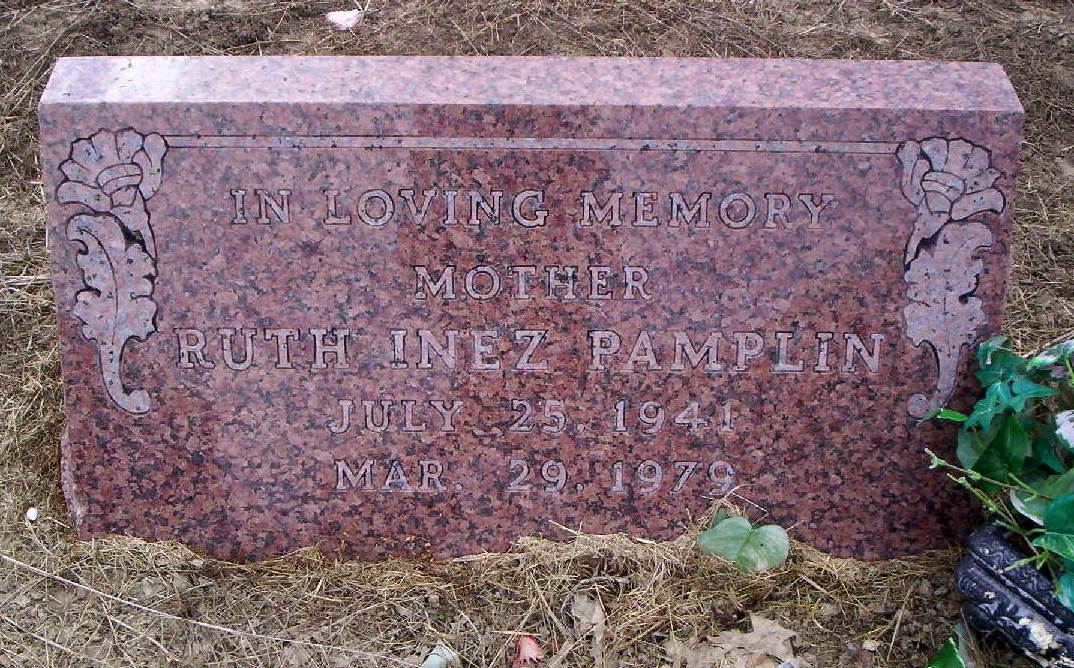 IN LOVING MEMORY
MOTHER
RUTH INEZ PAMPLIN
JULY 25, 1941
MAR. 29, 1979